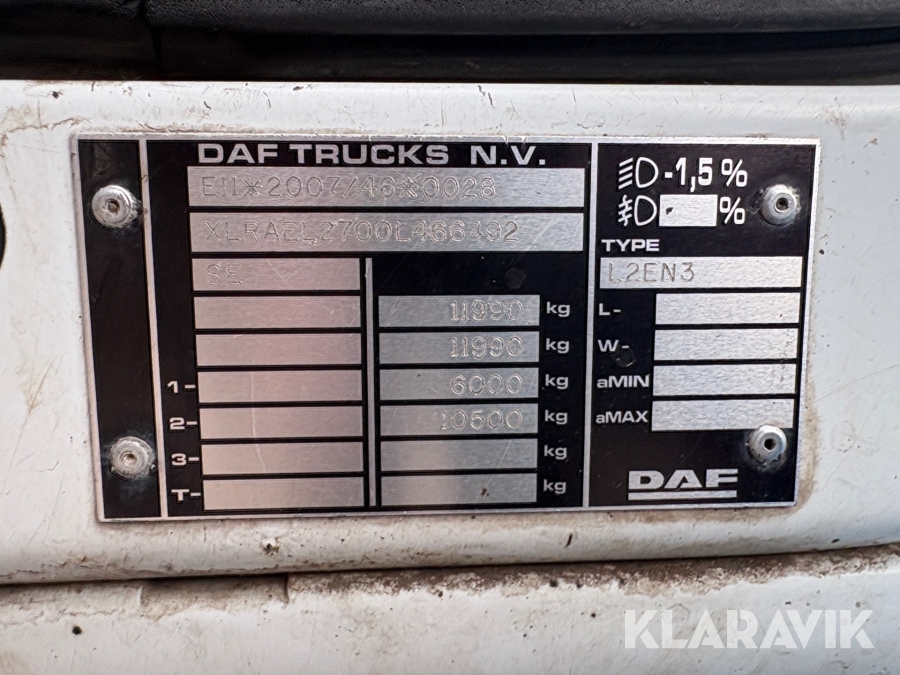 DAF TRUCKS N.V.
E11*2007/46*0028
XLRAEL2700L466492
SE
11990 kg
11990 kg
1- 6000 kg
2- 10500 kg
3- kg
T- kg
-1,5%
%
TYPE
L2EN3
L-
W-
aMIN
aMAX
DAF
KLARAVIK